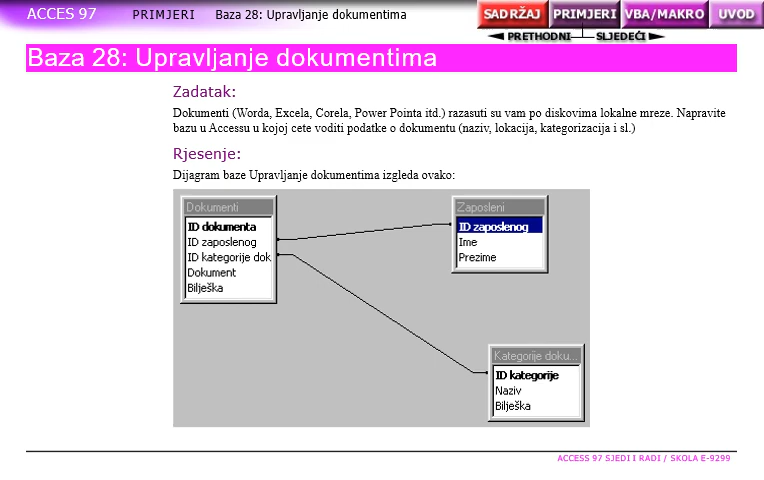 ACCES 97 PRIMJERI Baza 28: Upravljanje dokumentima SADRŽAJ PRIMJERI VBA/MAKRO UVOD
PRETHODNI SLJEDEĆI
Baza 28: Upravljanje dokumentima
Zadatak:
Dokumenti (Worda, Excela, Corela, Power Pointa itd.) razasuti su vam po diskovima lokalne mreze. Napravite
bazu u Accessu u kojoj cete voditi podatke o dokumentu (naziv, lokacija, kategorizacija i sl.)
Rjesenje:
Dijagram baze Upravljanje dokumentima izgleda ovako:
Dokumenti
ID dokumenta
ID zaposlenog
ID kategorije dok
Dokument
Bilješka
Zaposleni
ID zaposlenog
Ime
Prezime
Kategorije doku...
ID kategorije
Naziv
Bilješka
ACCESS 97 SJEDI I RADI / SKOLA E-9299